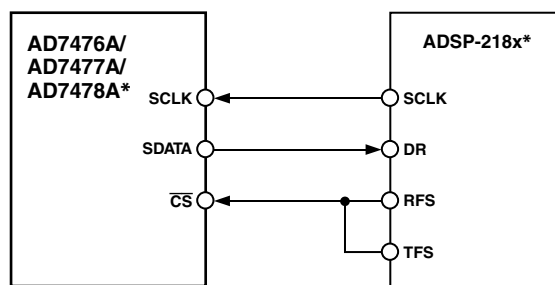 AD7476A/
AD7477A/
AD7478A*
ADSP-218x*
SCLK
SCLK
SDATA
DR
CS
RFS
TFS